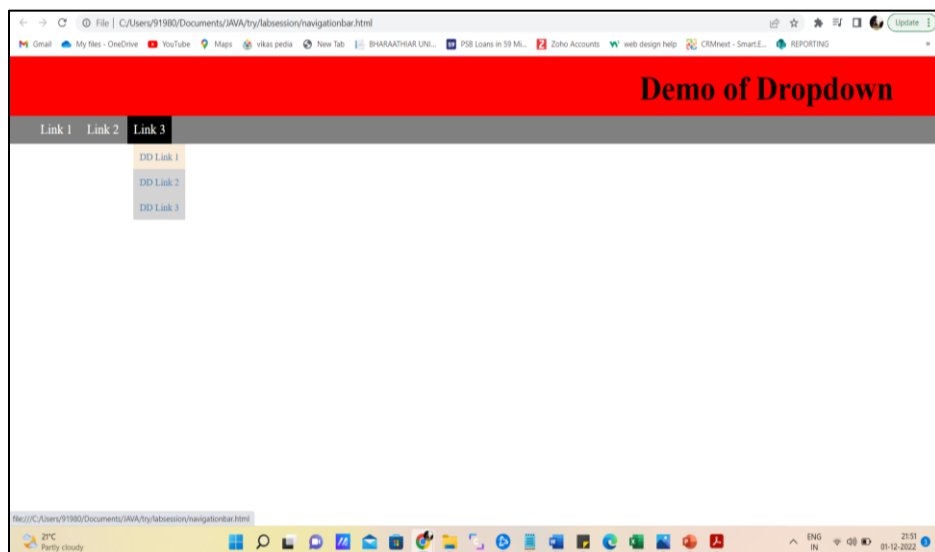 File | C:/Users/91980/Documents/JAVA/try/labsession/navigationbar.html
Update
Gmail My files - OneDrive YouTube Maps vikas pedia New Tab BHARAATHIAR UNI... PSB Loans in 59 Mi... Zoho Accounts web design help CRMnext - SmartE... REPORTING
Demo of Dropdown
Link 1 Link 2 Link 3
DD Link 1
DD Link 2
DD Link 3
file:///C:/Users/91980/Documents/JAVA/try/labsession/navigationbar.html
21°C
Partly cloudy
ENG
IN
21:51
01-12-2022